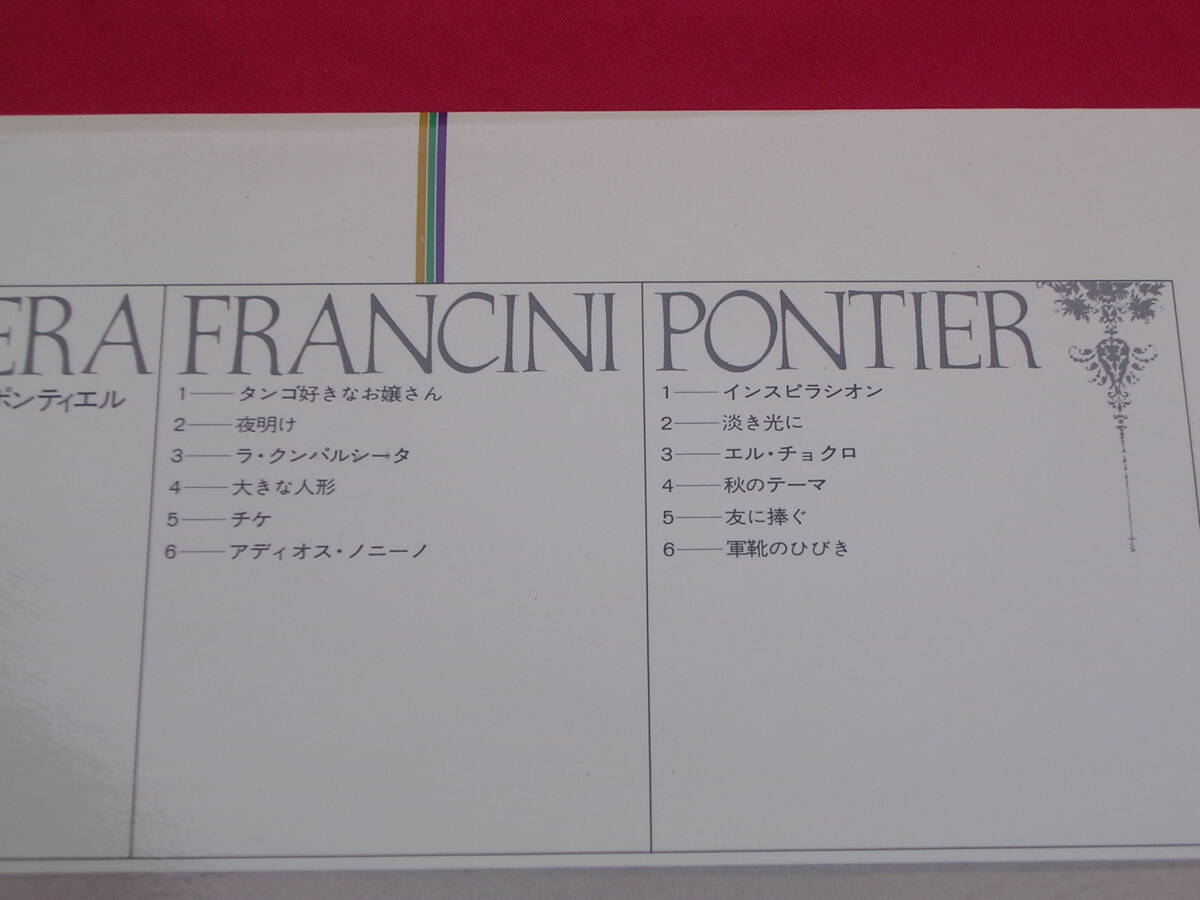 ERA
ポンティエル
FRANCINI
1──タンゴ好きなお嬢さん
2──夜明け
3──ラ・クンパルシータ
4──大きな人形
5──チケ
6──アディオス・ノニーノ
PONTIER
1──インスピラシオン
2──淡き光に
3──エル・チョクロ
4──秋のテーマ
5──友に捧ぐ
6──軍靴のひびき